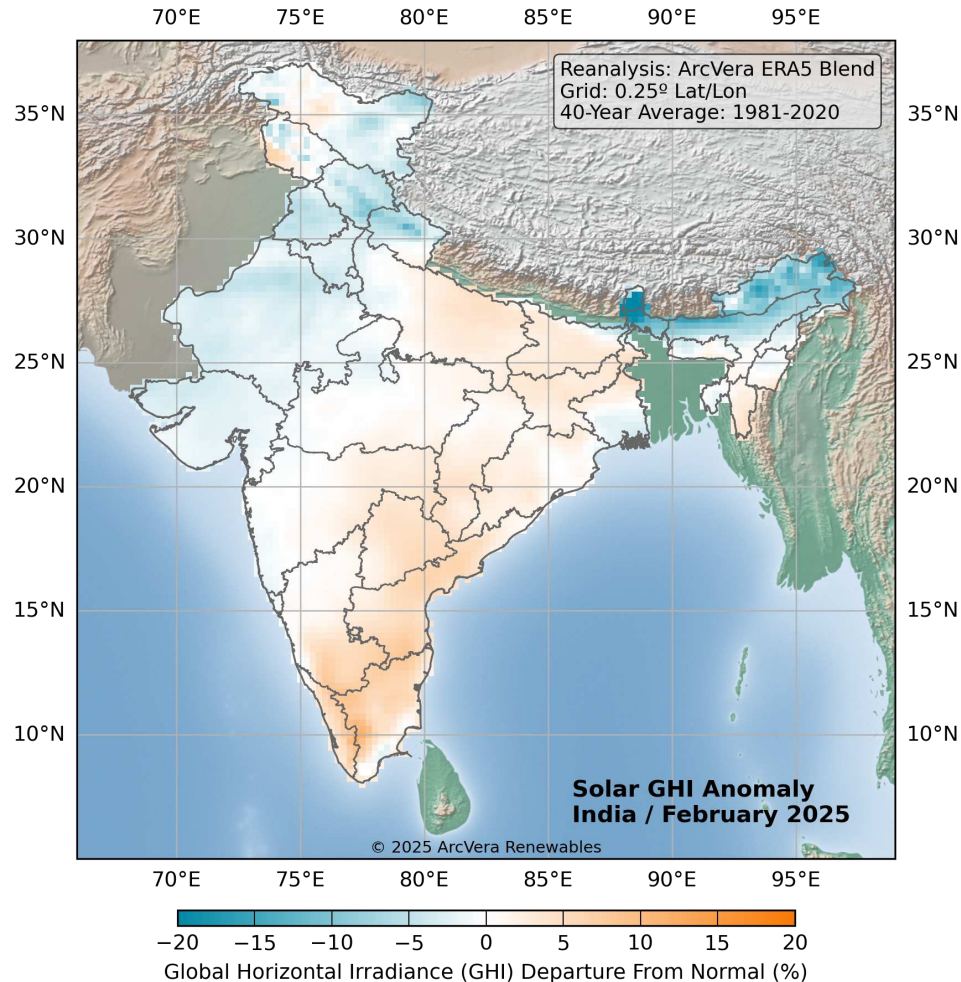 70°E 75°E 80°E 85°E 90°E 95°E
Reanalysis: ArcVera ERA5 Blend
Grid: 0.25º Lat/Lon
40-Year Average: 1981-2020
35°N 35°N
30°N 30°N
25°N 25°N
20°N 20°N
15°N 15°N
10°N 10°N
Solar GHI Anomaly
India / February 2025
© 2025 ArcVera Renewables
70°E 75°E 80°E 85°E 90°E 95°E
−20 −15 −10 −5 0 5 10 15 20
Global Horizontal Irradiance (GHI) Departure From Normal (%)